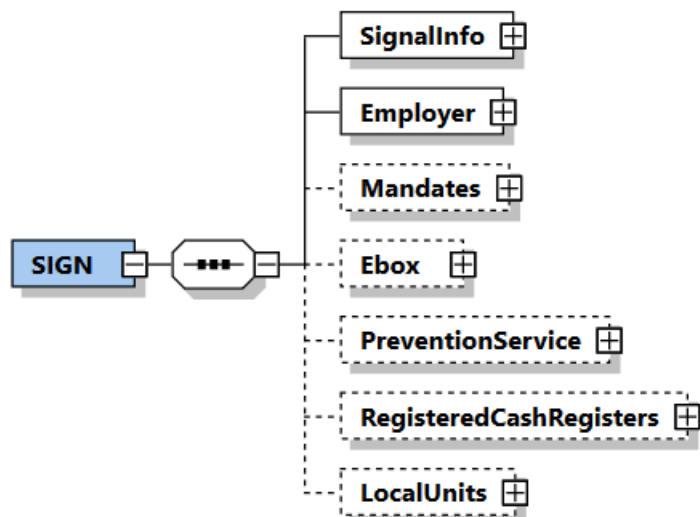 SignalInfo
Employer
Mandates
SIGN
Ebox
PreventionService
RegisteredCashRegisters
LocalUnits